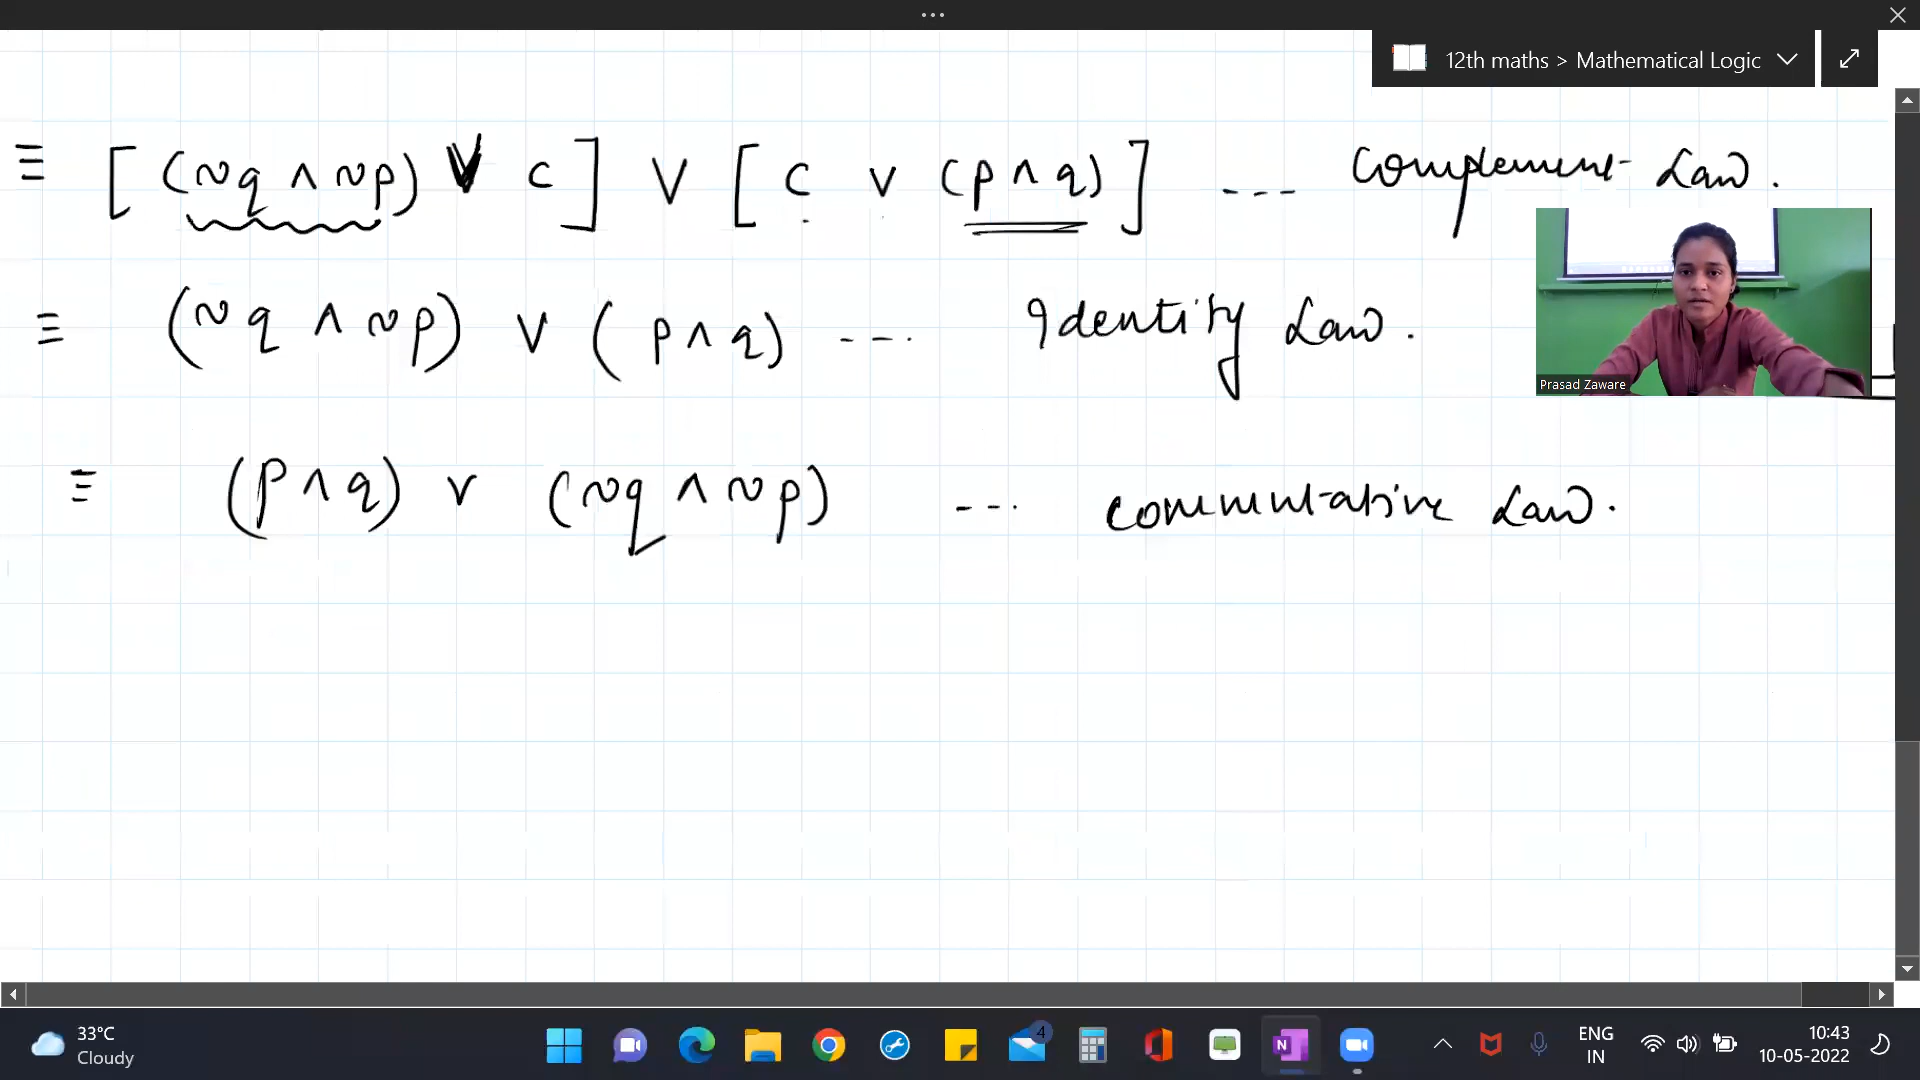 12th maths > Mathematical Logic
≡ [(~q ∧ ~p) ∨ c] ∨ [c ∨ (p ∧ q)] --- Complement Law.
≡ (~q ∧ ~p) ∨ (p ∧ q) ---- Identity Law.
Prasad Zaware
≡ (p ∧ q) ∨ (~q ∧ ~p) --- commutative Law.
33°C
Cloudy
4
N
ENG
IN
10:43
10-05-2022